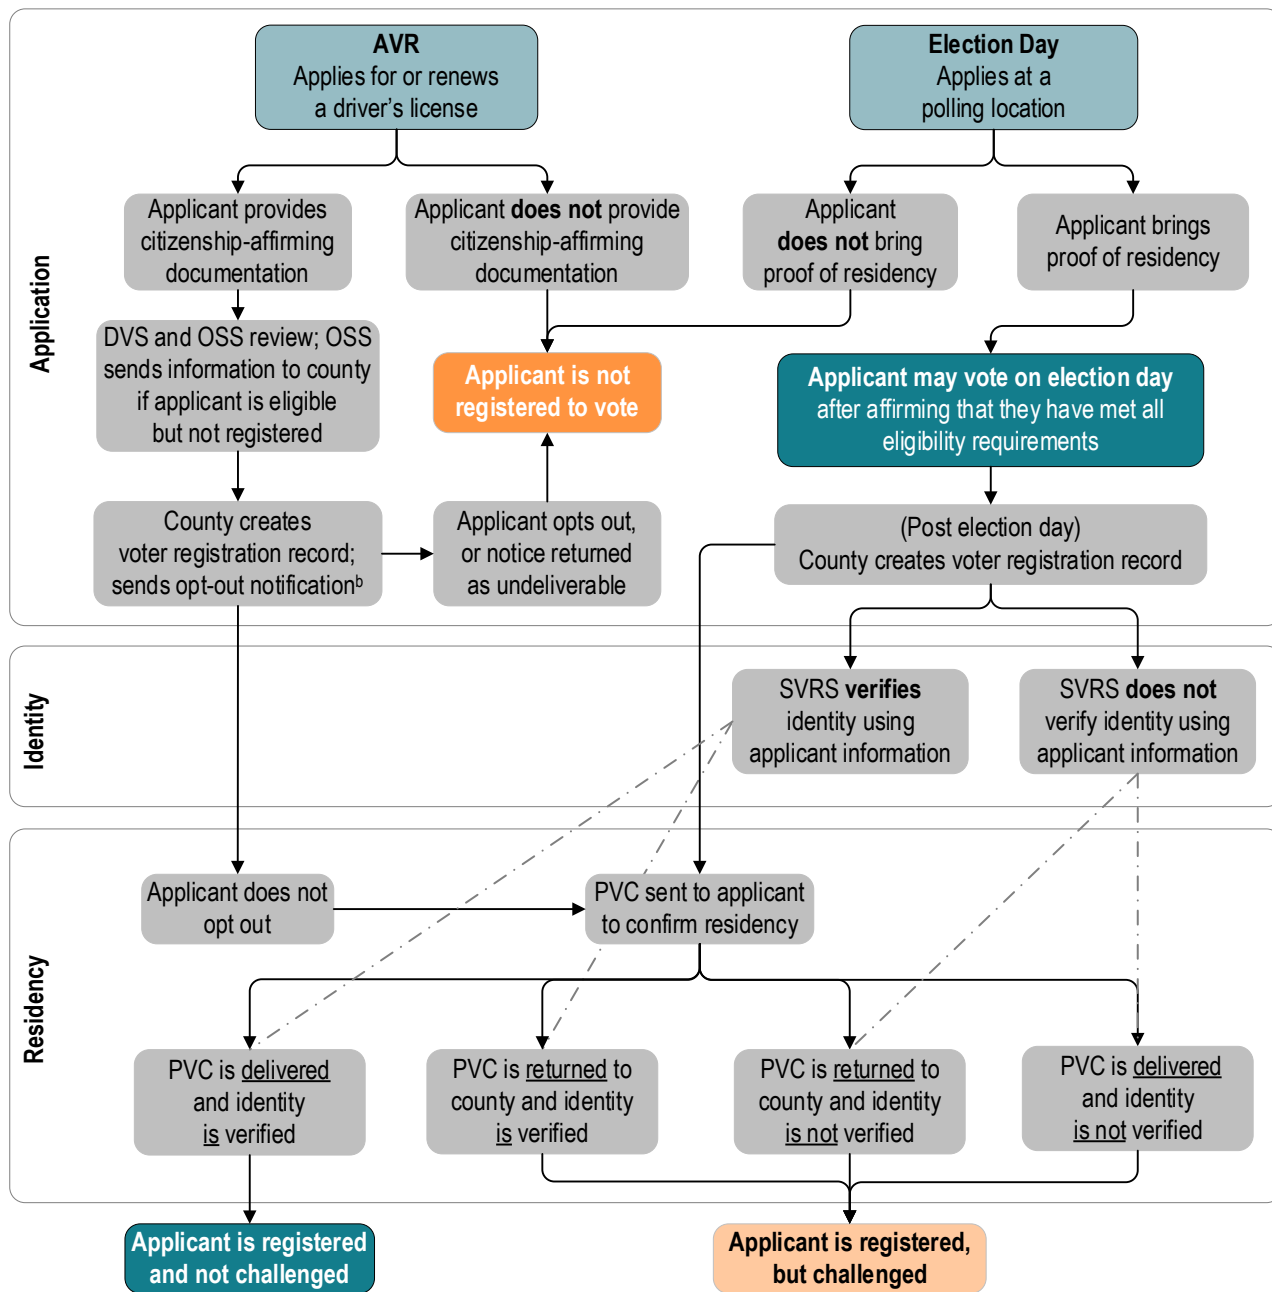 AVR
Applies for or renews
a driver's license
Election Day
Applies at a
polling location
Application
Applicant provides
citizenship-affirming
documentation
Applicant does not provide
citizenship-affirming
documentation
Applicant
does not bring
proof of residency
Applicant brings
proof of residency
DVS and OSS review; OSS
sends information to county
if applicant is eligible
but not registered
Applicant is not
registered to vote
Applicant may vote on election day
after affirming that they have met all
eligibility requirements
County creates
voter registration record;
sends opt-out notificationᵇ
Applicant opts out,
or notice returned
as undeliverable
(Post election day)
County creates voter registration record
Identity
SVRS verifies
identity using
applicant information
SVRS does not
verify identity using
applicant information
Residency
Applicant does not
opt out
PVC sent to applicant
to confirm residency
PVC is delivered
and identity
is verified
PVC is returned to
county and identity
is verified
PVC is returned to
county and identity
is not verified
PVC is delivered
and identity
is not verified
Applicant is registered
and not challenged
Applicant is registered,
but challenged